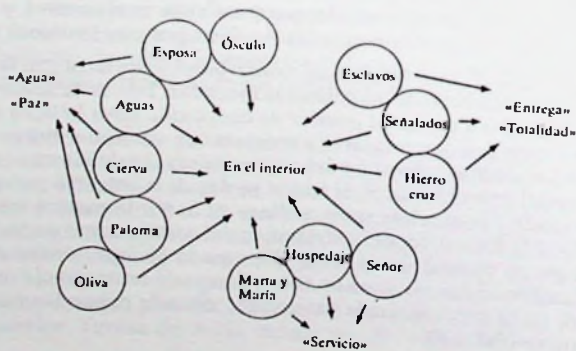 Esposa
Ósculo
Esclavos
«Agua»
«Paz»
Aguas
«Entrega»
«Totalidad»
Señalados
Cierva
En el interior
Hierro
cruz
Paloma
Oliva
Marta y
María
Hospedaje
Señor
«Servicio»